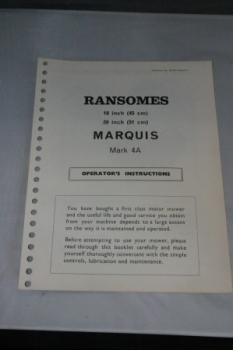 RANSOMES
18 inch (45 cm)
20 inch (51 cm)
MARQUIS
Mark 4A
OPERATOR'S INSTRUCTIONS
You have bought a first class motor mower
and the useful life and good service you obtain
from your machine depends to a large extent
on the way it is maintained and operated.
Before attempting to use your mower, please
read through this booklet carefully and make
yourself thoroughly conversant with the simple
controls, lubrication and maintenance.